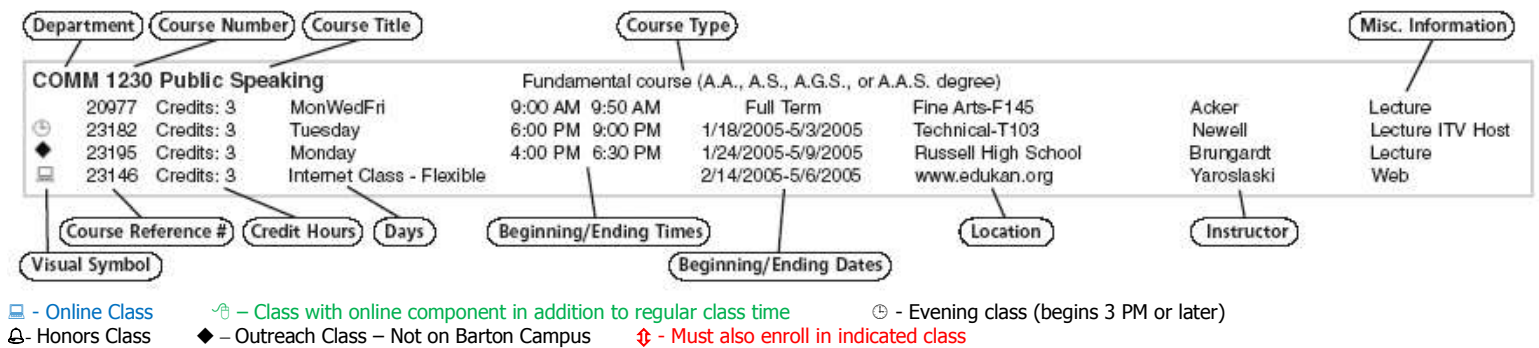 Department Course Number Course Title Course Type Misc. Information
COMM 1230 Public Speaking Fundamental course (A.A., A.S., A.G.S., or A.A.S. degree)
20977 Credits: 3 MonWedFri 9:00 AM 9:50 AM Full Term Fine Arts-F145 Acker Lecture
23182 Credits: 3 Tuesday 6:00 PM 9:00 PM 1/18/2005-5/3/2005 Technical-T103 Newell Lecture ITV Host
◆ 23195 Credits: 3 Monday 4:00 PM 6:30 PM 1/24/2005-5/9/2005 Russell High School Brungardt Lecture
23146 Credits: 3 Internet Class - Flexible 2/14/2005-5/6/2005 www.edukan.org Yaroslaski Web
Course Reference # Credit Hours Days Beginning/Ending Times Location Instructor
Visual Symbol Beginning/Ending Dates
- Online Class – Class with online component in addition to regular class time - Evening class (begins 3 PM or later)
- Honors Class ◆ – Outreach Class – Not on Barton Campus - Must also enroll in indicated class